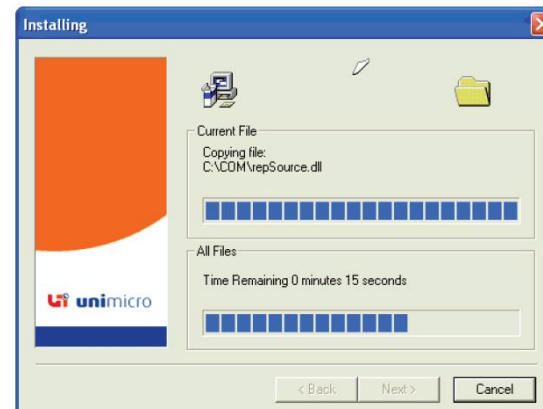 Installing
Current File
Copying file:
C:\COM\repSource.dll
All Files
Time Remaining 0 minutes 15 seconds
unimicro
< Back
Next >
Cancel